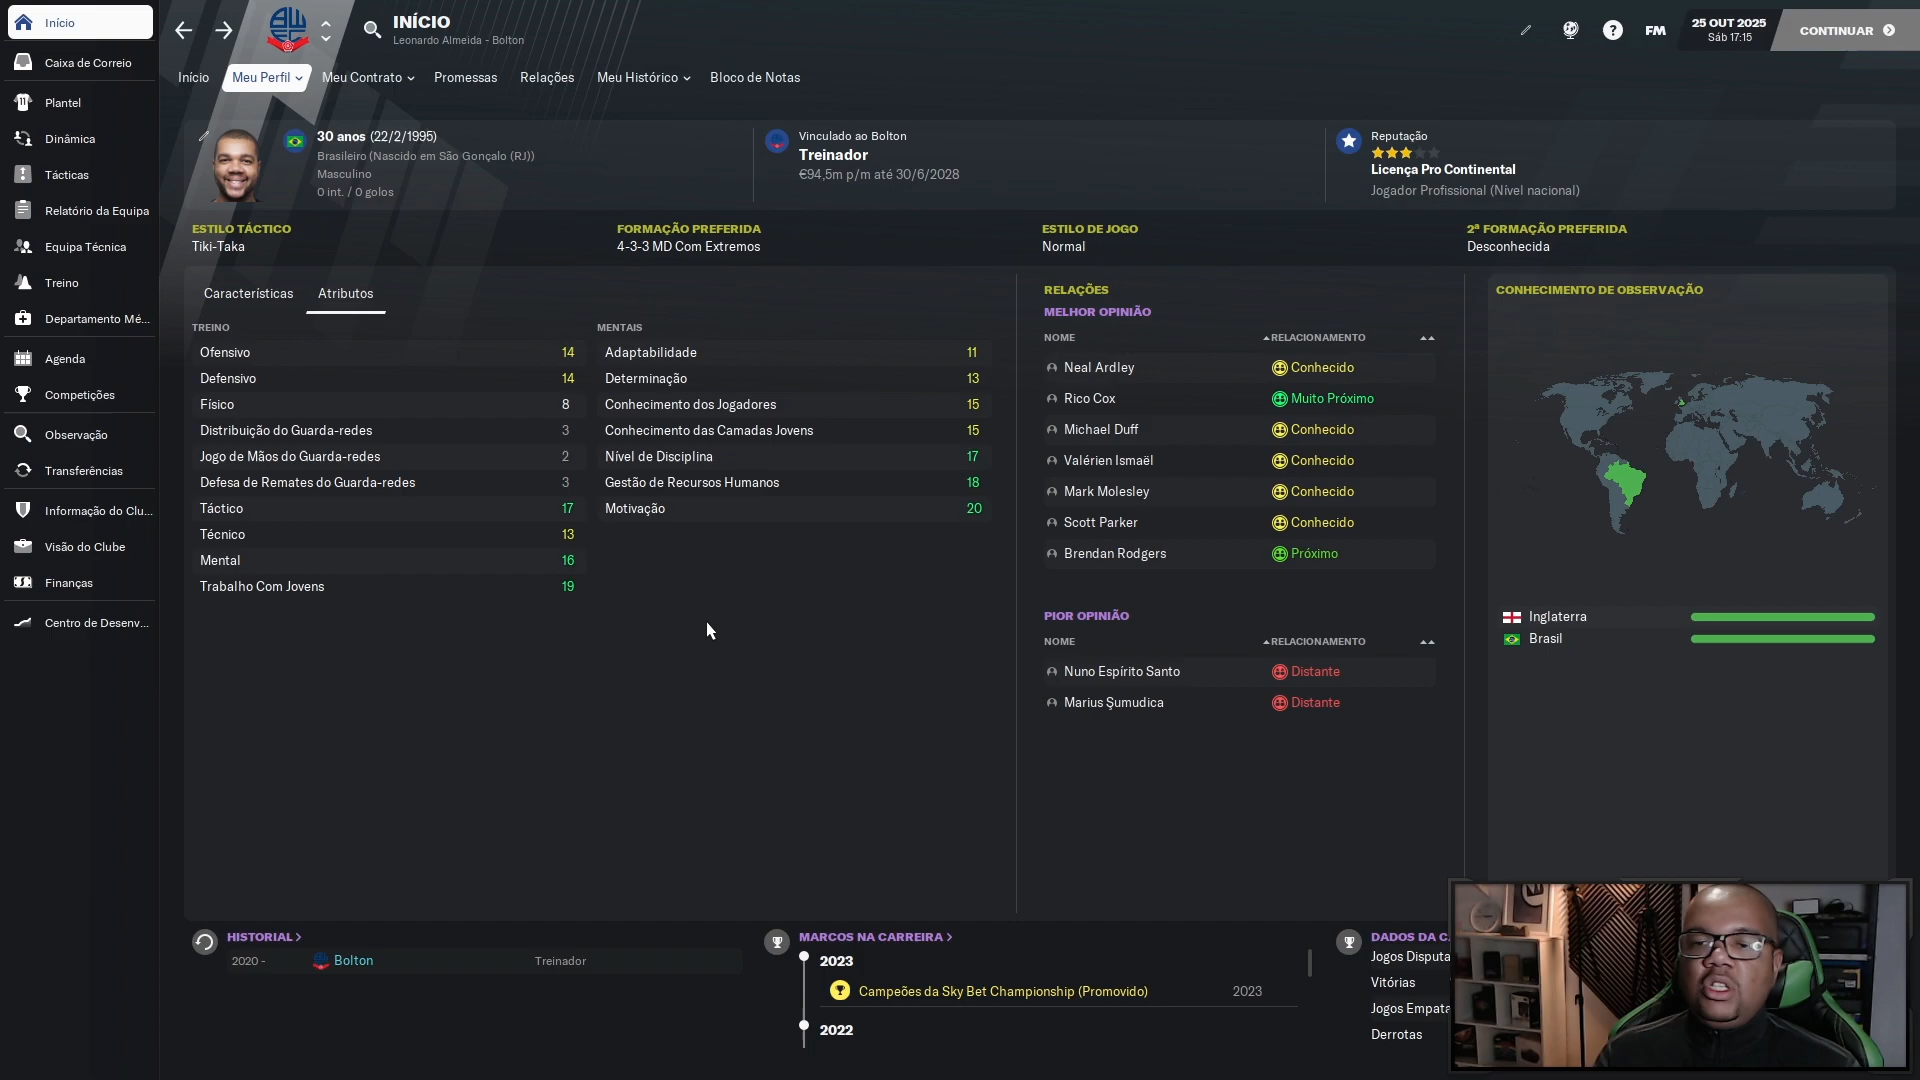 Início
Caixa de Correio
Plantel
Dinâmica
Tácticas
Relatório da Equipa
Equipa Técnica
Treino
Departamento Mé...
Agenda
Competições
Observação
Transferências
Informação do Clu...
Visão do Clube
Finanças
Centro de Desenv...
INÍCIO
Leonardo Almeida - Bolton
FM
25 OUT 2025
Sáb 17:15
CONTINUAR
Início
Meu Perfil
Meu Contrato
Promessas
Relações
Meu Histórico
Bloco de Notas
30 anos (22/2/1995)
Brasileiro (Nascido em São Gonçalo (RJ))
Masculino
0 int. / 0 golos
Vinculado ao Bolton
Treinador
€94,5m p/m até 30/6/2028
Reputação
Licença Pro Continental
Jogador Profissional (Nível nacional)
ESTILO TÁCTICO
Tiki-Taka
FORMAÇÃO PREFERIDA
4-3-3 MD Com Extremos
ESTILO DE JOGO
Normal
2ª FORMAÇÃO PREFERIDA
Desconhecida
Características
Atributos
TREINO
Ofensivo 14
Defensivo 14
Físico 8
Distribuição do Guarda-redes 3
Jogo de Mãos do Guarda-redes 2
Defesa de Remates do Guarda-redes 3
Táctico 17
Técnico 13
Mental 16
Trabalho Com Jovens 19
MENTAIS
Adaptabilidade 11
Determinação 13
Conhecimento dos Jogadores 15
Conhecimento das Camadas Jovens 15
Nível de Disciplina 17
Gestão de Recursos Humanos 18
Motivação 20
RELAÇÕES
MELHOR OPINIÃO
NOME RELACIONAMENTO
Neal Ardley Conhecido
Rico Cox Muito Próximo
Michael Duff Conhecido
Valérien Ismaël Conhecido
Mark Molesley Conhecido
Scott Parker Conhecido
Brendan Rodgers Próximo
PIOR OPINIÃO
NOME RELACIONAMENTO
Nuno Espírito Santo Distante
Marius Şumudica Distante
CONHECIMENTO DE OBSERVAÇÃO
Inglaterra
Brasil
HISTORIAL
2020 - Bolton Treinador
MARCOS NA CARREIRA
2023
Campeões da Sky Bet Championship (Promovido) 2023
2022
DADOS DA C
Jogos Disputa
Vitórias
Jogos Empata
Derrotas